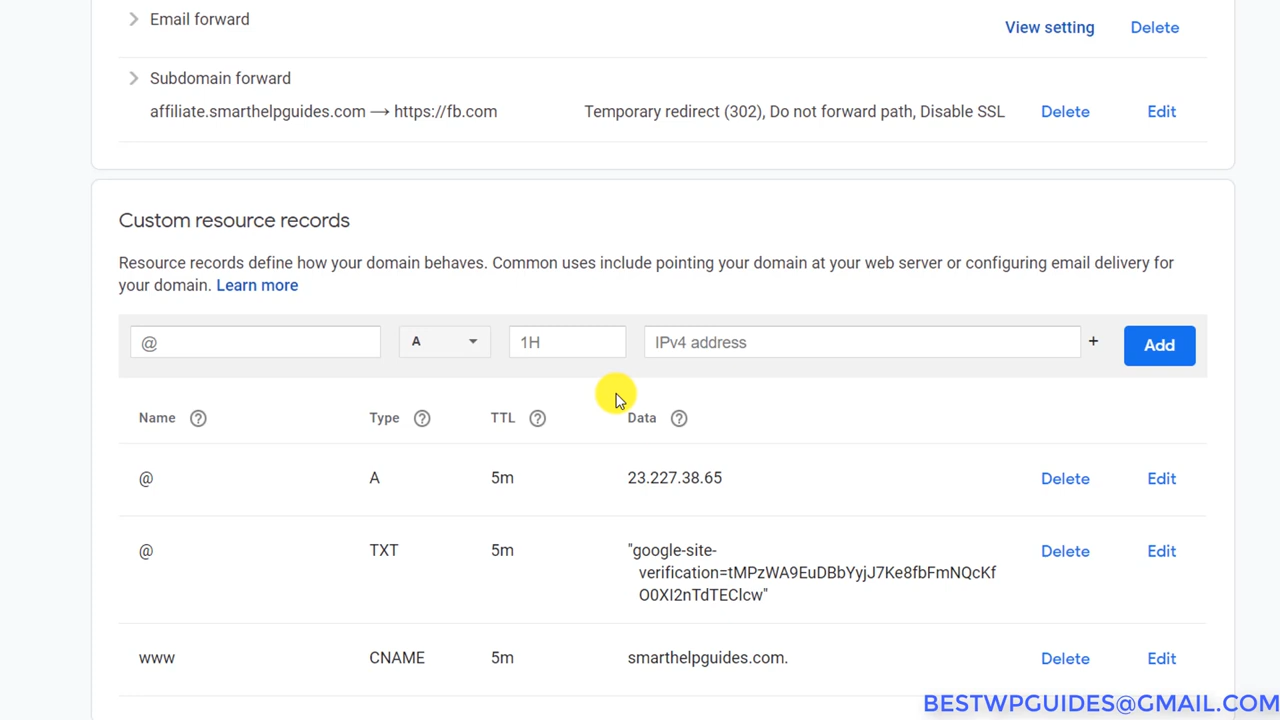 Email forward
View setting
Delete
Subdomain forward
affiliate.smarthelpguides.com → https://fb.com
Temporary redirect (302), Do not forward path, Disable SSL
Delete
Edit
Custom resource records
Resource records define how your domain behaves. Common uses include pointing your domain at your web server or configuring email delivery for
your domain. Learn more
@
A
1H
IPv4 address
+
Add
Name ?
Type ?
TTL ?
Data ?
@
A
5m
23.227.38.65
Delete
Edit
@
TXT
5m
"google-site-
verification=tMPzWA9EuDBbYyjJ7Ke8fbFmNQcKf
O0XI2nTdTEClcw"
Delete
Edit
www
CNAME
5m
smarthelpguides.com.
Delete
Edit
BESTWPGUIDES@GMAIL.COM